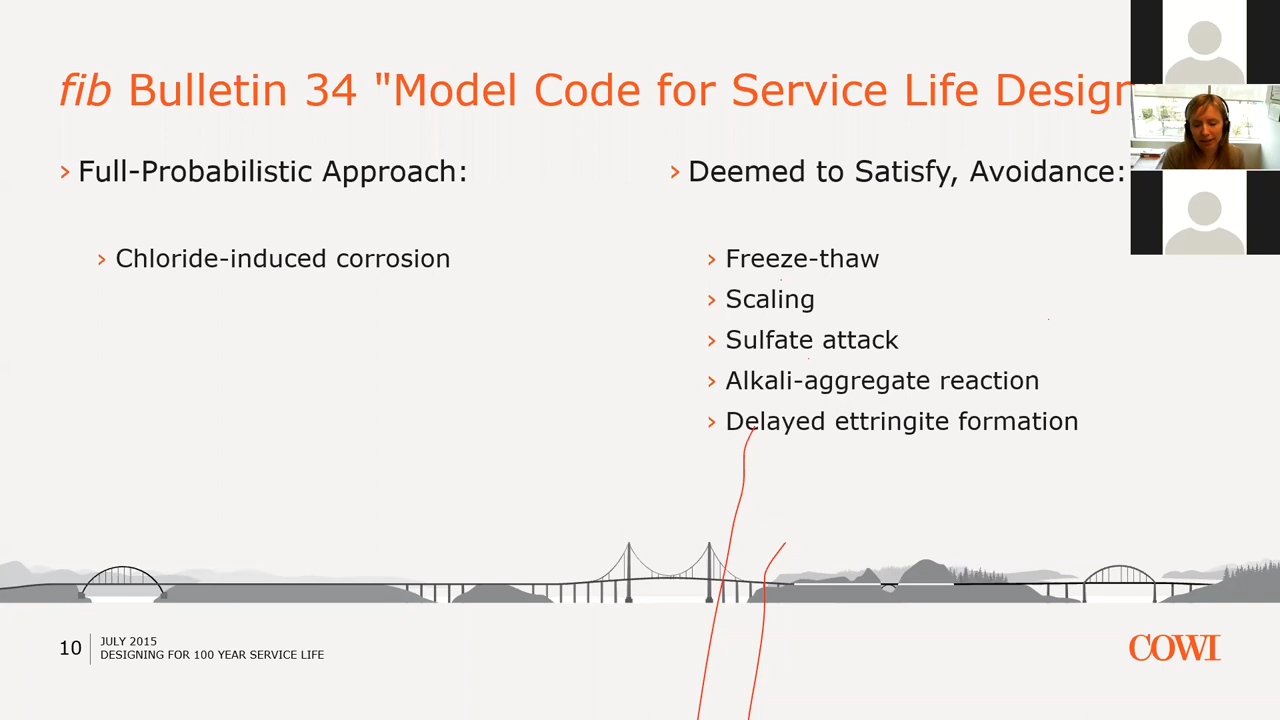 fib Bulletin 34 "Model Code for Service Life Design
› Full-Probabilistic Approach:
› Chloride-induced corrosion
› Deemed to Satisfy, Avoidance:
› Freeze-thaw
› Scaling
› Sulfate attack
› Alkali-aggregate reaction
› Delayed ettringite formation
10
JULY 2015
DESIGNING FOR 100 YEAR SERVICE LIFE
COWI